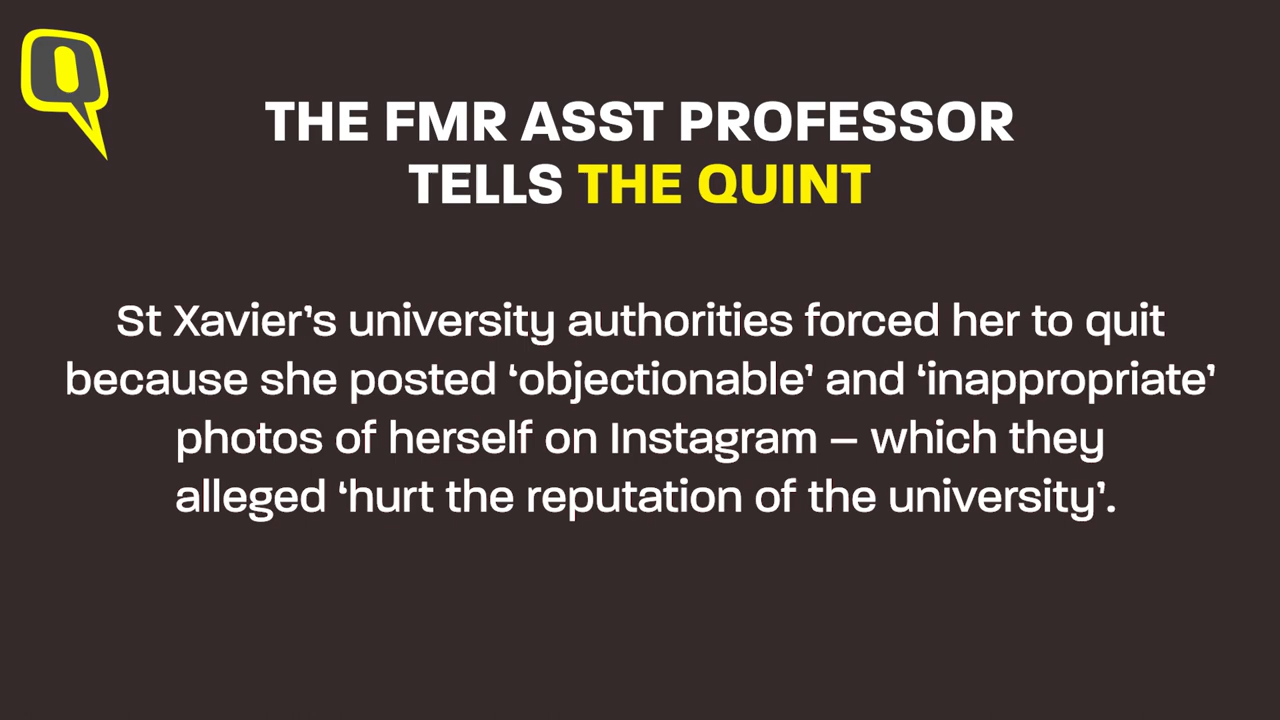 THE FMR ASST PROFESSOR
TELLS THE QUINT
St Xavier’s university authorities forced her to quit
because she posted ‘objectionable’ and ‘inappropriate’
photos of herself on Instagram – which they
alleged ‘hurt the reputation of the university’.